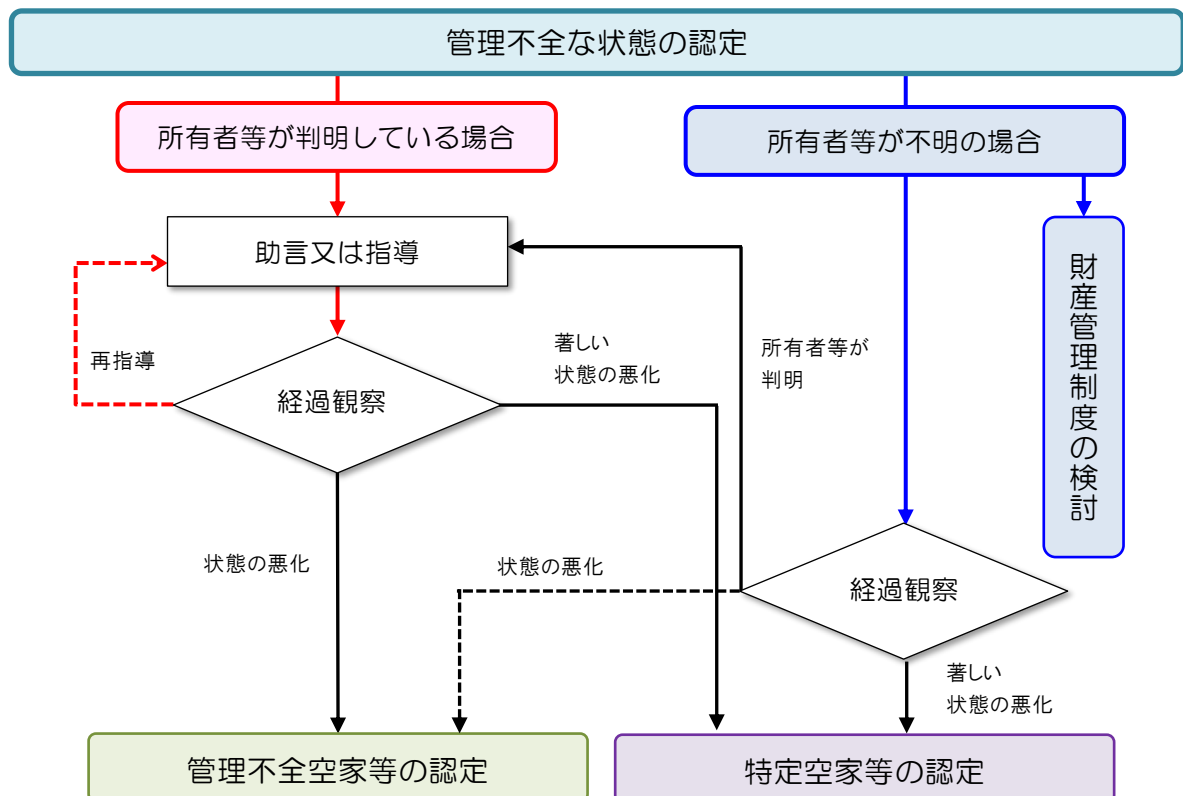 管理不全な状態の認定
所有者等が判明している場合
所有者等が不明の場合
助言又は指導
財産管理制度の検討
再指導
著しい
状態の悪化
所有者等が
判明
経過観察
状態の悪化
状態の悪化
経過観察
著しい
状態の悪化
管理不全空家等の認定
特定空家等の認定